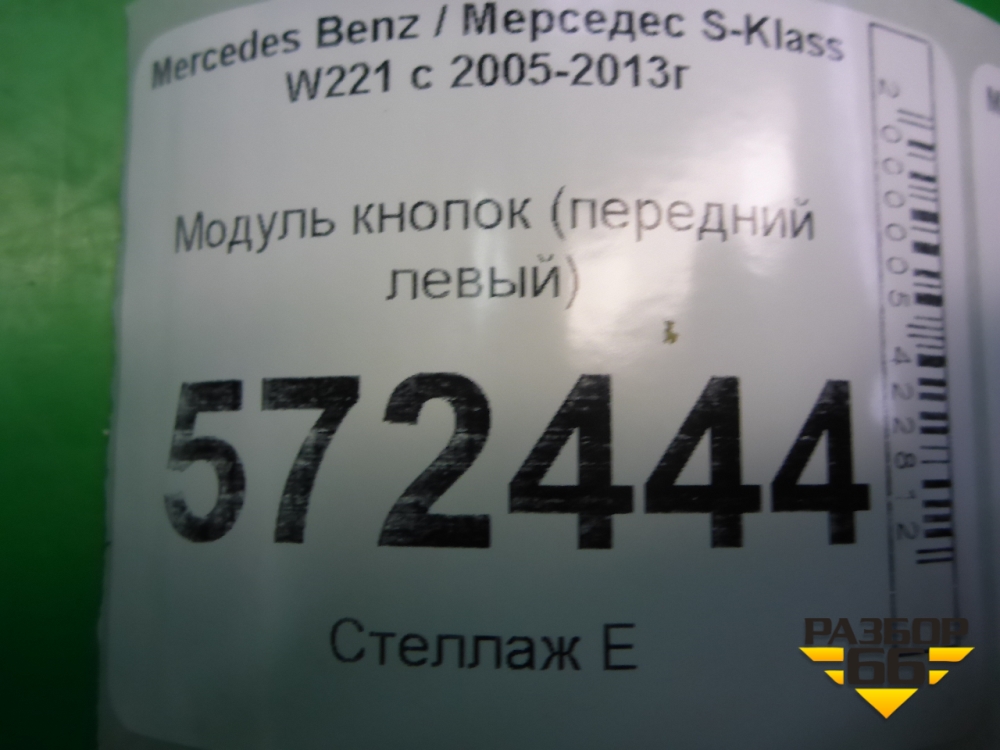 Mercedes Benz / Мерседес S-Klass
W221 с 2005-2013г
Модуль кнопок (передний
левый)
572444
Стеллаж Е
2000005422812
РАЗБОР
66